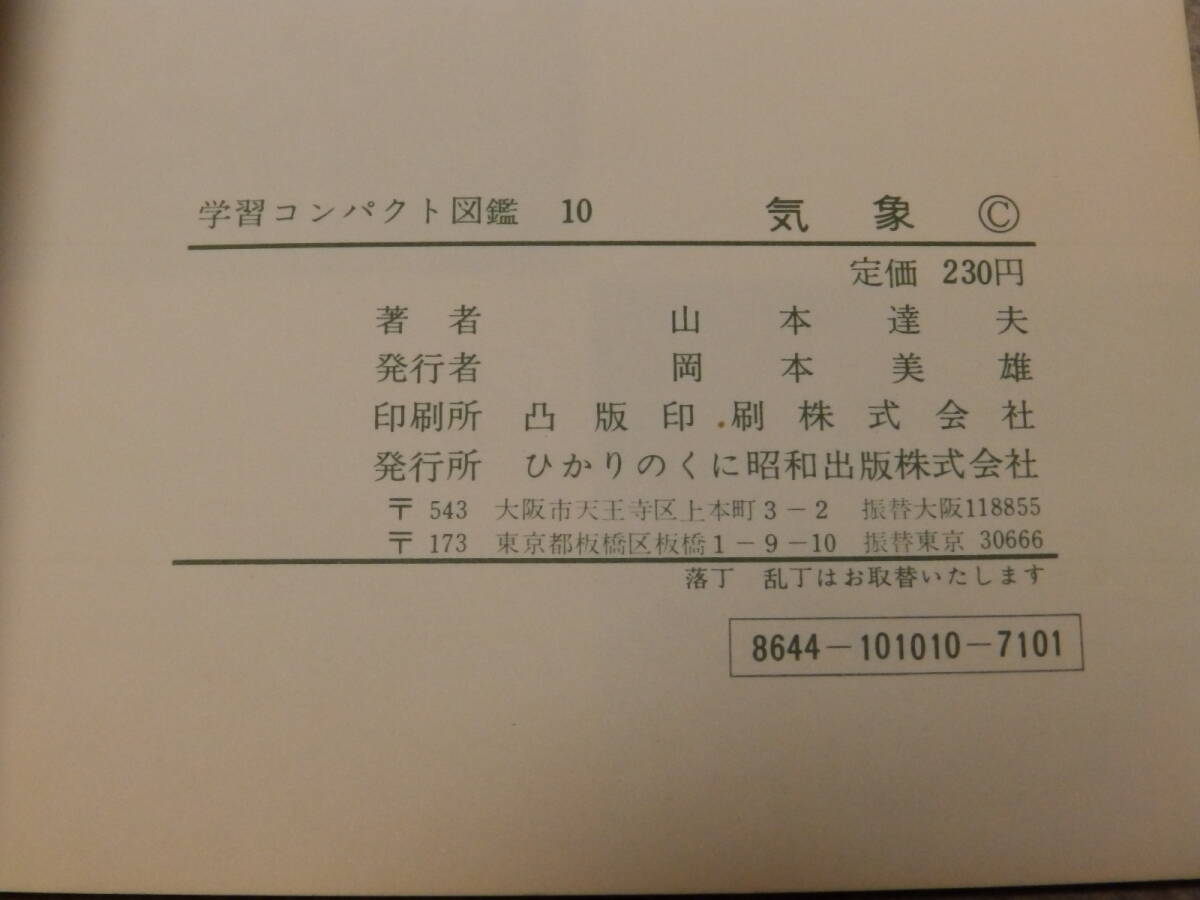 学習コンパクト図鑑 10 気象 ©
定価 230円
著者 山本達夫
発行者 岡本美雄
印刷所 凸版印刷株式会社
発行所 ひかりのくに昭和出版株式会社
〒 543 大阪市天王寺区上本町3-2 振替大阪118855
〒 173 東京都板橋区板橋1-9-10 振替東京 30666
落丁 乱丁はお取替いたします
8644-101010-7101